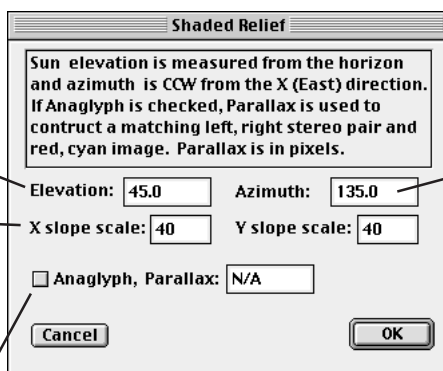 Shaded Relief
Sun elevation is measured from the horizon
and azimuth is CCW from the X (East) direction.
If Anaglyph is checked, Parallax is used to
contruct a matching left, right stereo pair and
red, cyan image. Parallax is in pixels.
Elevation: 45.0 Azimuth: 135.0
X slope scale: 40 Y slope scale: 40
Anaglyph, Parallax: N/A
Cancel OK